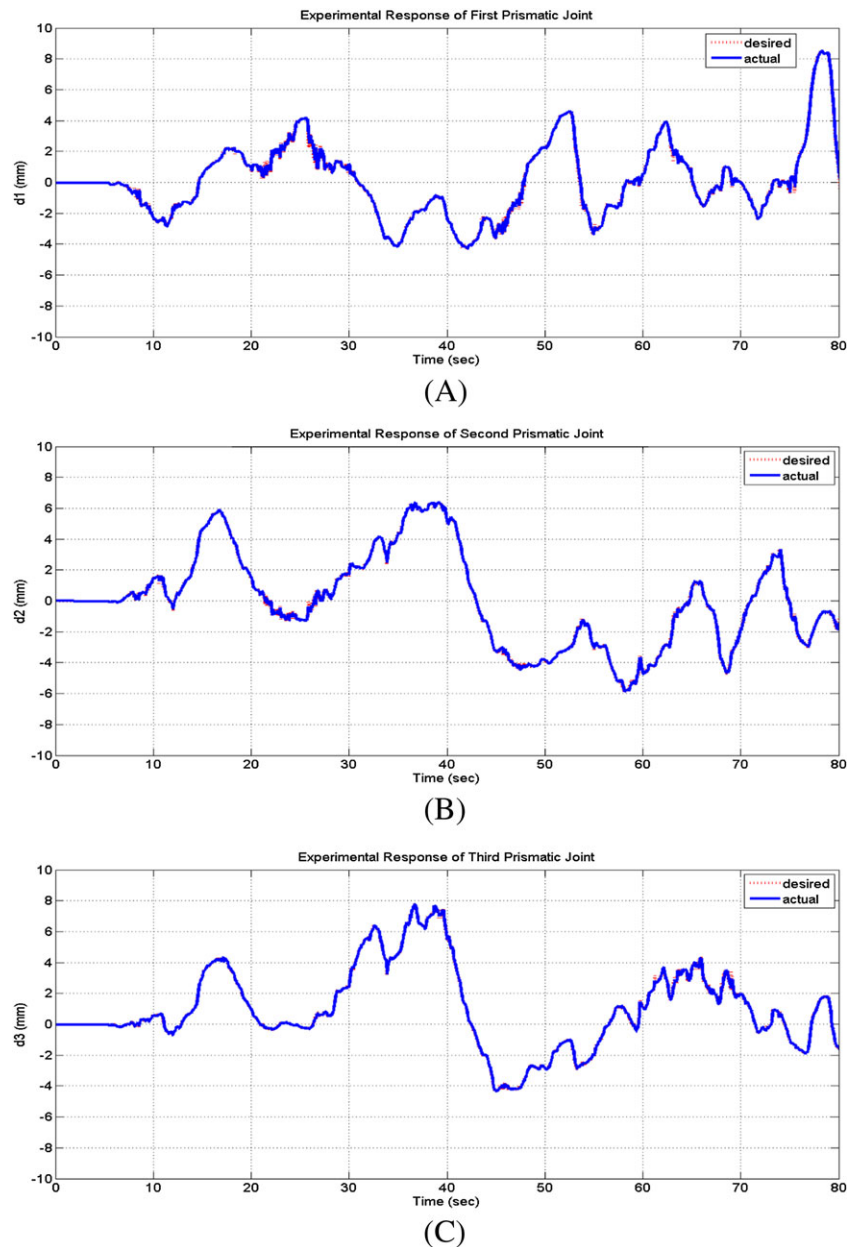 Experimental Response of First Prismatic Joint
desired
actual
d1 (mm)
10
8
6
4
2
0
-2
-4
-6
-8
-10
0 10 20 30 40 50 60 70 80
Time (sec)
(A)
Experimental Response of Second Prismatic Joint
desired
actual
d2 (mm)
10
8
6
4
2
0
-2
-4
-6
-8
-10
0 10 20 30 40 50 60 70 80
Time (sec)
(B)
Experimental Response of Third Prismatic Joint
desired
actual
d3 (mm)
10
8
6
4
2
0
-2
-4
-6
-8
-10
0 10 20 30 40 50 60 70 80
Time (sec)
(C)